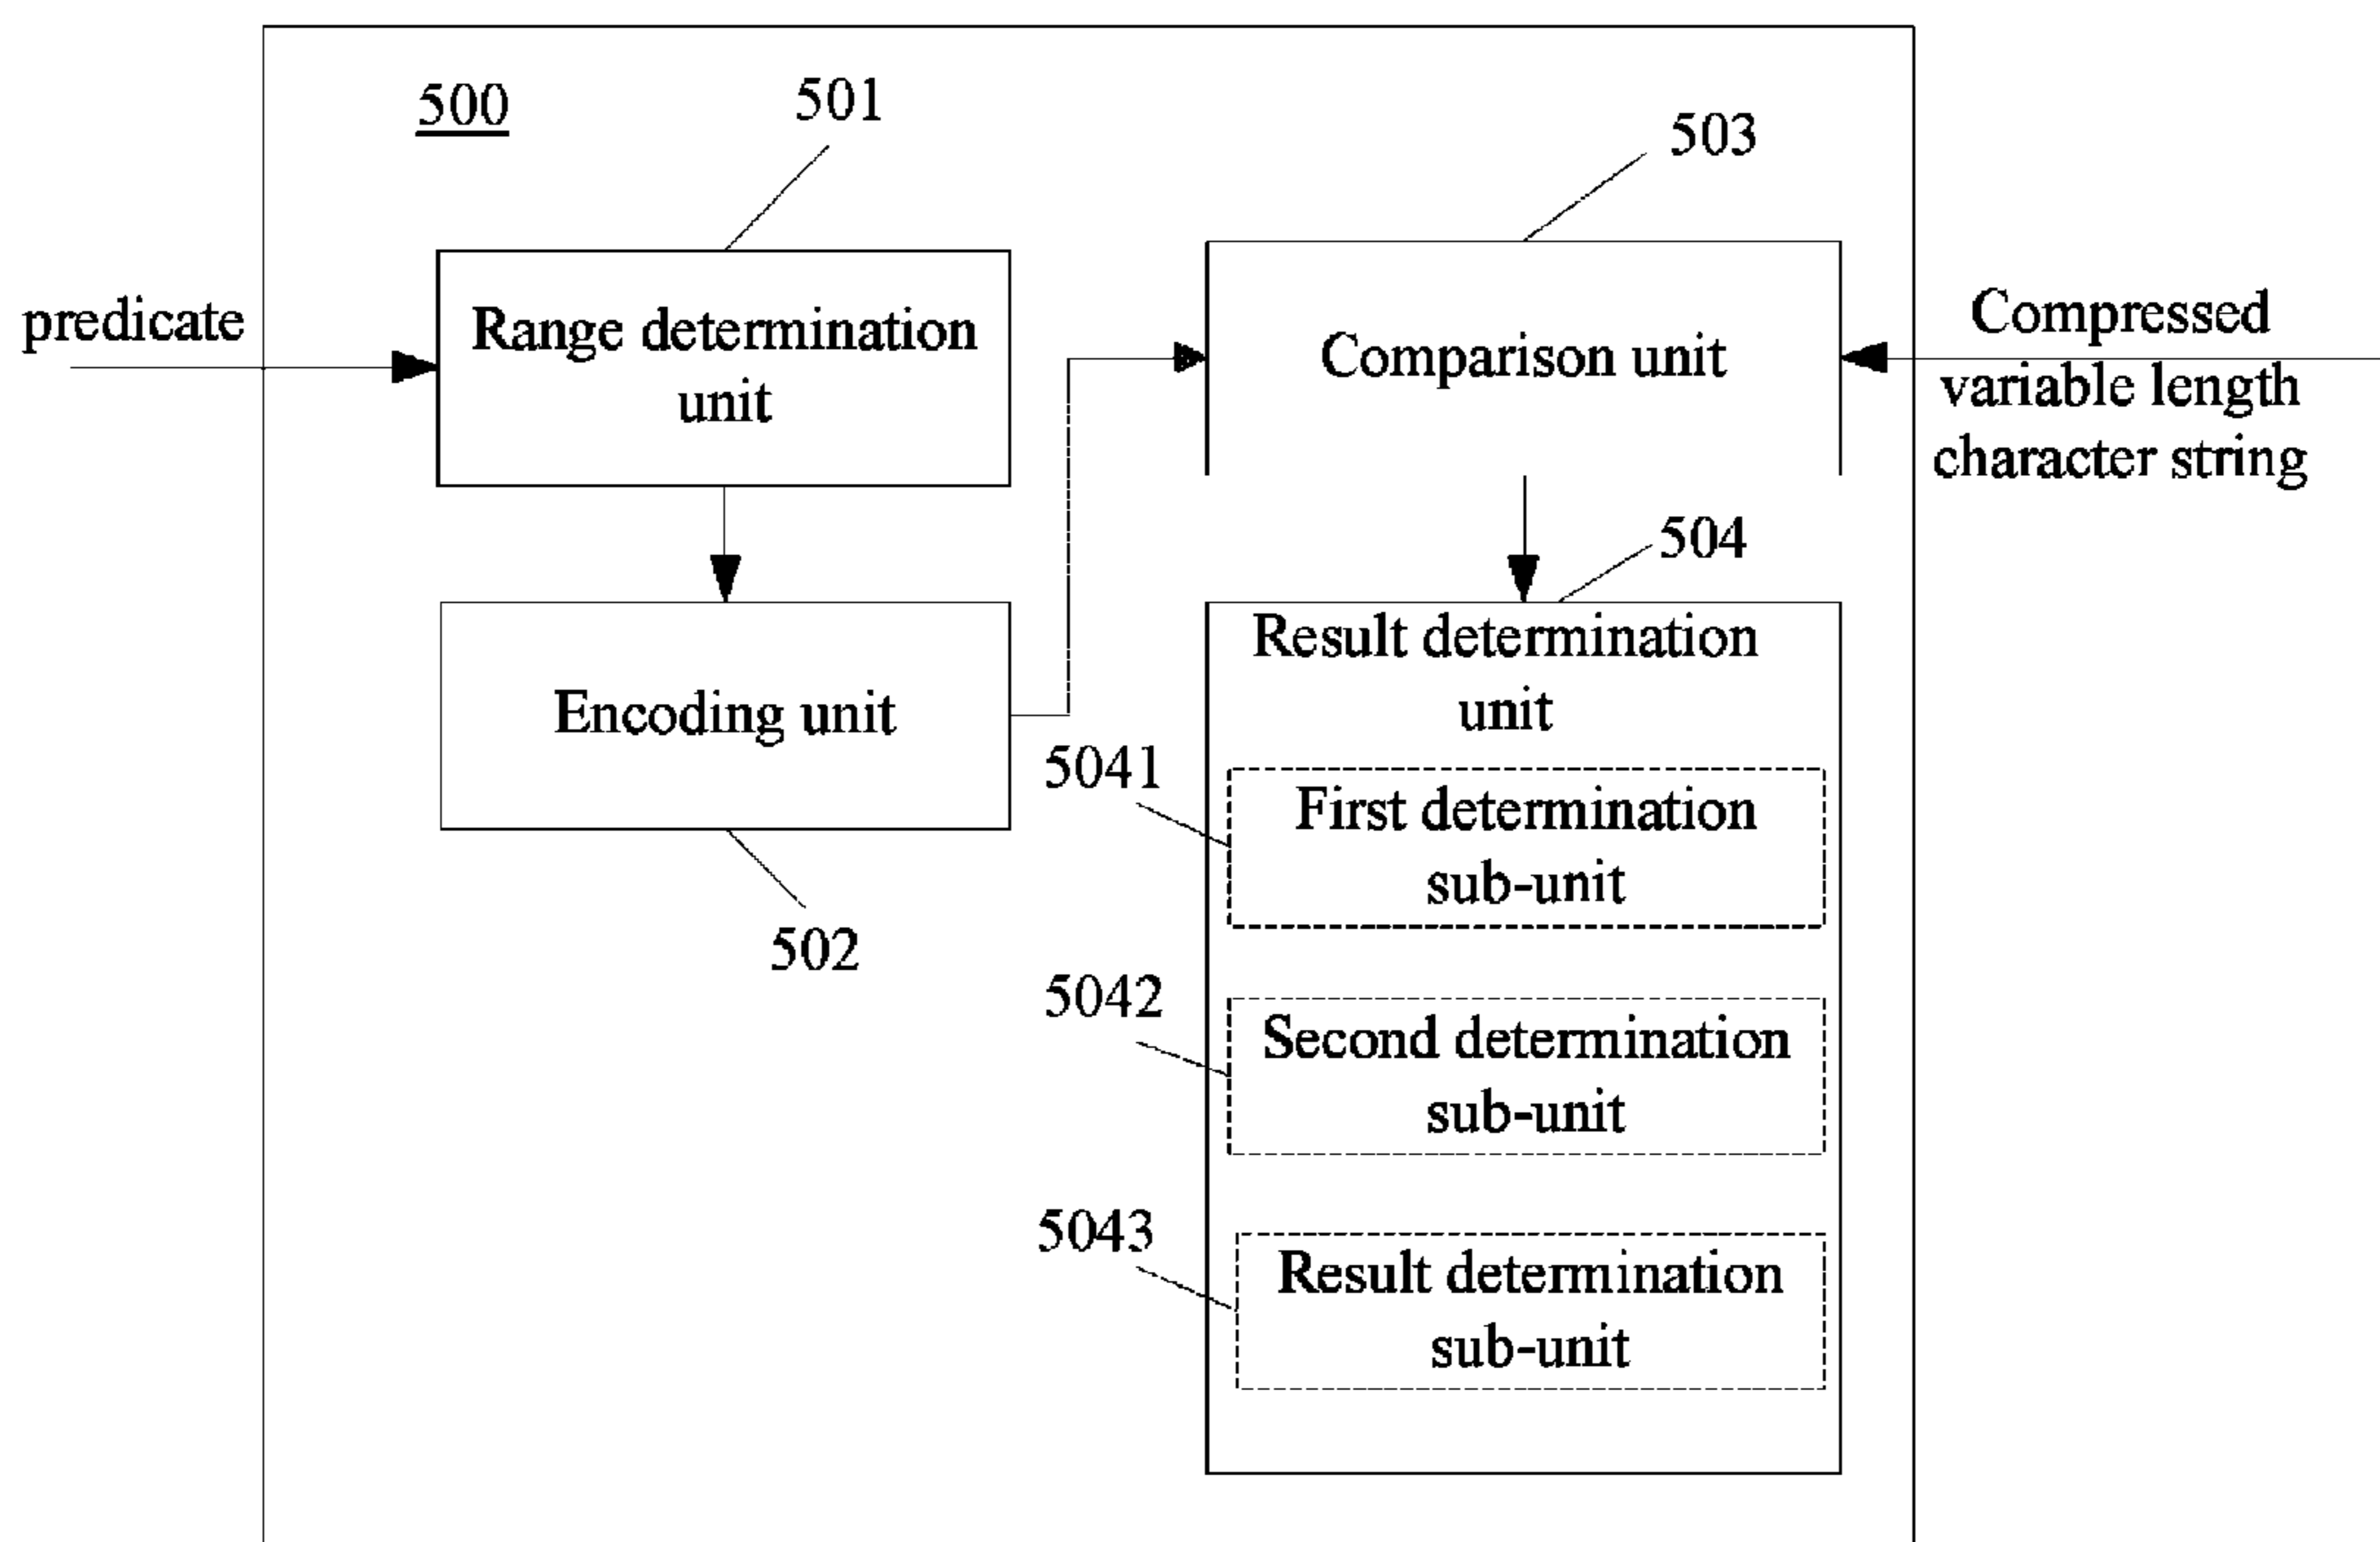 500
501
503
predicate
Range determination
unit
Comparison unit
Compressed
variable length
character string
504
Encoding unit
502
Result determination
unit
5041
First determination
sub-unit
5042
Second determination
sub-unit
5043
Result determination
sub-unit